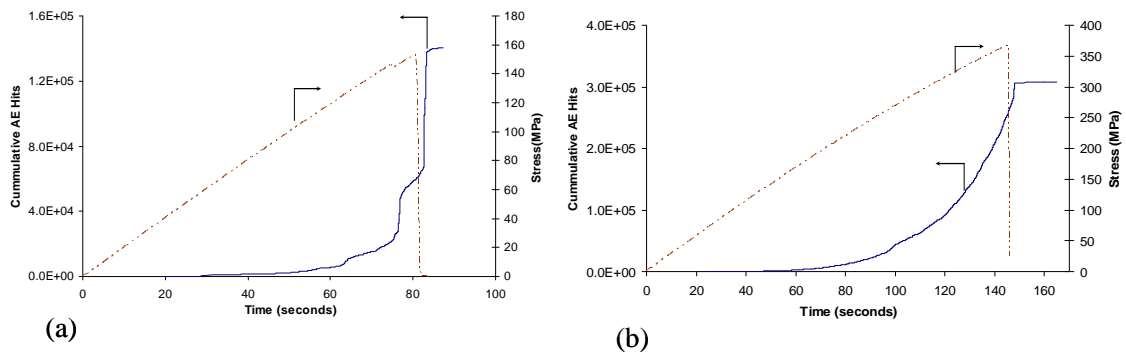 1.6E+05
1.2E+05
8.0E+04
4.0E+04
0.0E+00
Cummulative AE Hits
180
160
140
120
100
80
60
40
20
0
Stress(MPa)
0 20 40 60 80 100
Time (seconds)
(a)
4.0E+05
3.0E+05
2.0E+05
1.0E+05
0.0E+00
Cummulative AE Hits
400
350
300
250
200
150
100
50
0
Stress (MPa)
0 20 40 60 80 100 120 140 160
Time (seconds)
(b)